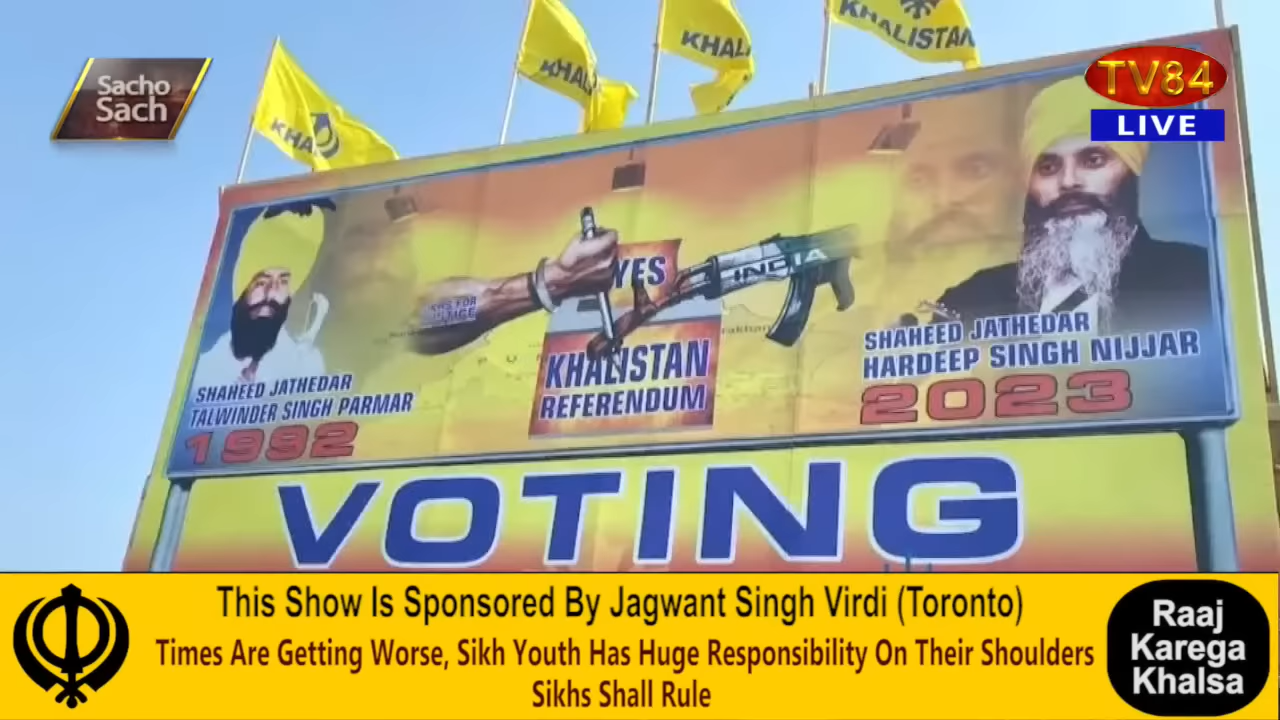 Sacho
Sach
KHALISTAN
TV84
LIVE
INDIA
YES
KHALISTAN
REFERENDUM
SHAHEED JATHEDAR
TALWINDER SINGH PARMAR
1992
SHAHEED JATHEDAR
HARDEEP SINGH NIJJAR
2023
VOTING
This Show Is Sponsored By Jagwant Singh Virdi (Toronto)
Times Are Getting Worse, Sikh Youth Has Huge Responsibility On Their Shoulders
Sikhs Shall Rule
Raaj
Karega
Khalsa